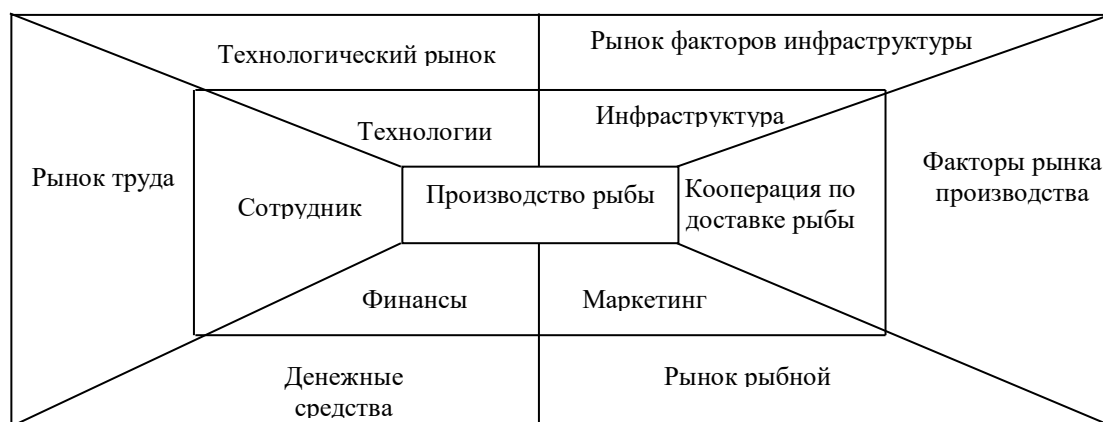 Технологический рынок
Рынок факторов инфраструктуры
Технологии
Инфраструктура
Рынок труда
Сотрудник
Производство рыбы
Кооперация по
доставке рыбы
Факторы рынка
производства
Финансы
Маркетинг
Денежные
средства
Рынок рыбной